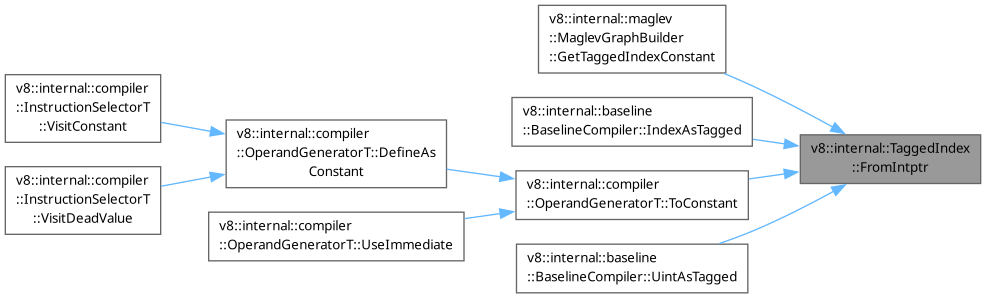 v8::internal::maglev
::MaglevGraphBuilder
::GetTaggedIndexConstant
v8::internal::compiler
::InstructionSelectorT
::VisitConstant
v8::internal::baseline
::BaselineCompiler::IndexAsTagged
v8::internal::compiler
::OperandGeneratorT::DefineAs
Constant
v8::internal::TaggedIndex
::FromIntptr
v8::internal::compiler
::InstructionSelectorT
::VisitDeadValue
v8::internal::compiler
::OperandGeneratorT::ToConstant
v8::internal::compiler
::OperandGeneratorT::UseImmediate
v8::internal::baseline
::BaselineCompiler::UintAsTagged